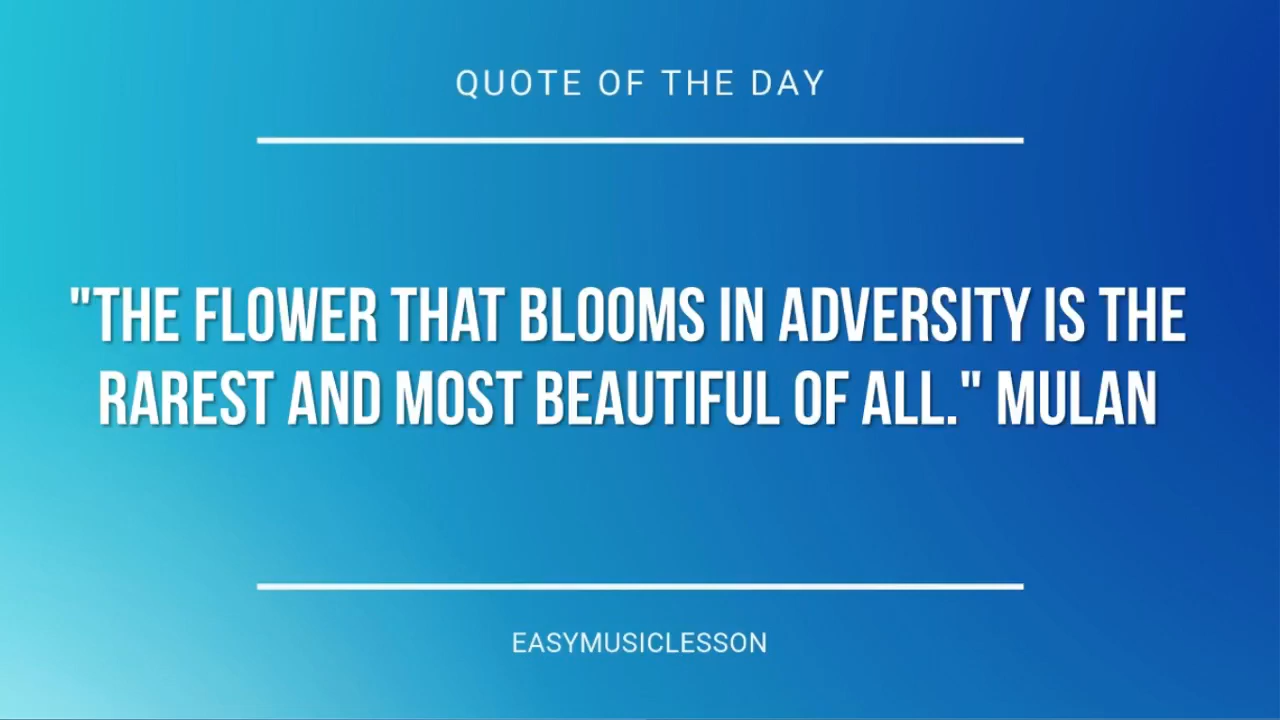 QUOTE OF THE DAY
"THE FLOWER THAT BLOOMS IN ADVERSITY IS THE
RAREST AND MOST BEAUTIFUL OF ALL." MULAN
EASYMUSICLESSON